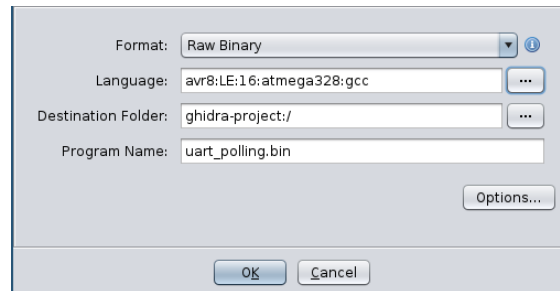 Format: Raw Binary
Language: avr8:LE:16:atmega328:gcc ...
Destination Folder: ghidra-project:/ ...
Program Name: uart_polling.bin
Options...
OK Cancel